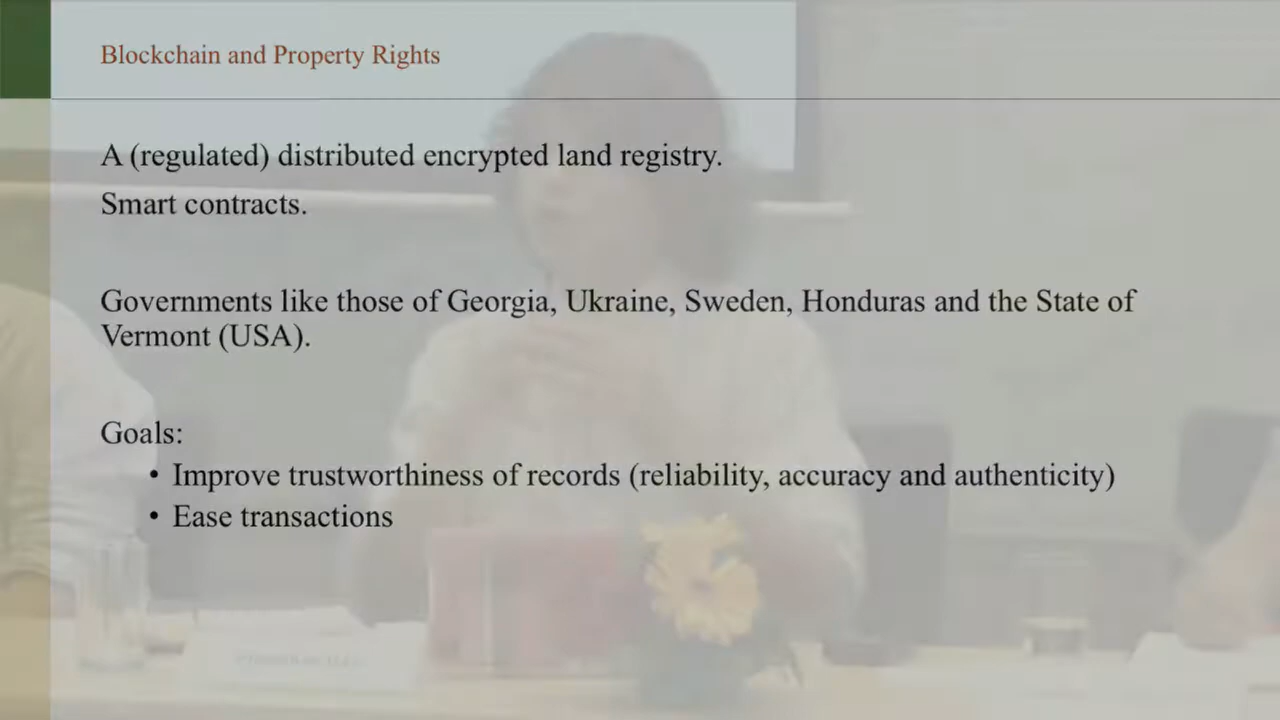 Blockchain and Property Rights
A (regulated) distributed encrypted land registry.
Smart contracts.
Governments like those of Georgia, Ukraine, Sweden, Honduras and the State of
Vermont (USA).
Goals:
• Improve trustworthiness of records (reliability, accuracy and authenticity)
• Ease transactions